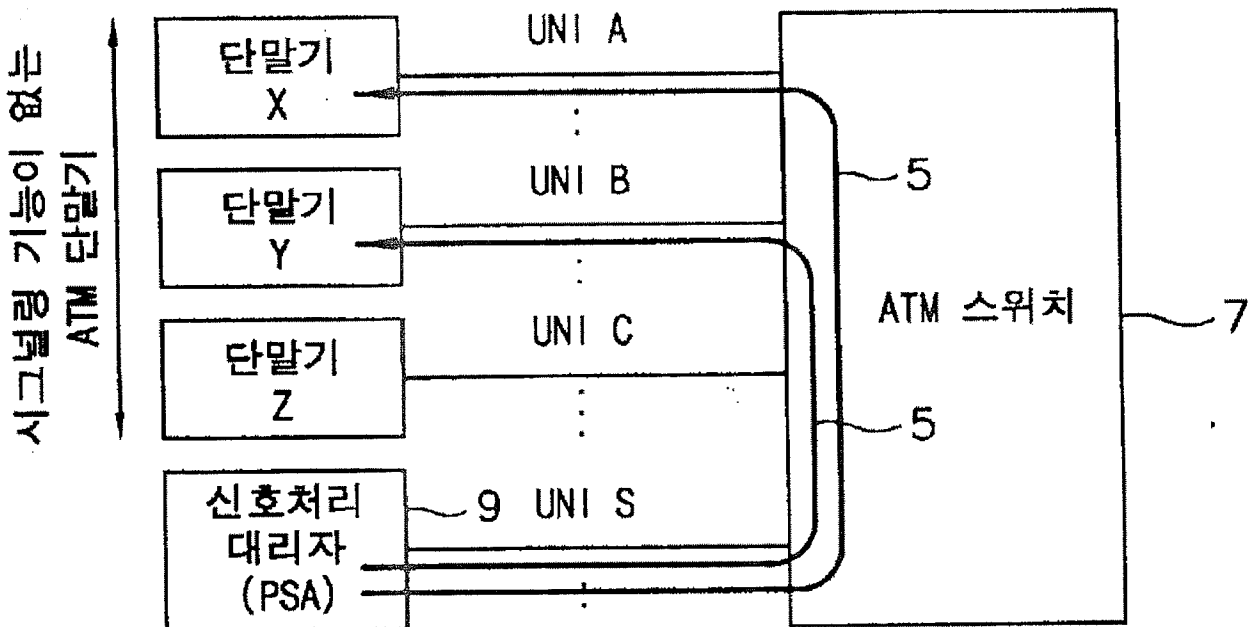 시그널링 기능이 없는
ATM 단말기
단말기
X
UNI A
5
단말기
Y
UNI B
ATM 스위치
7
단말기
Z
UNI C
5
신호처리
대리자
(PSA)
9
UNI S